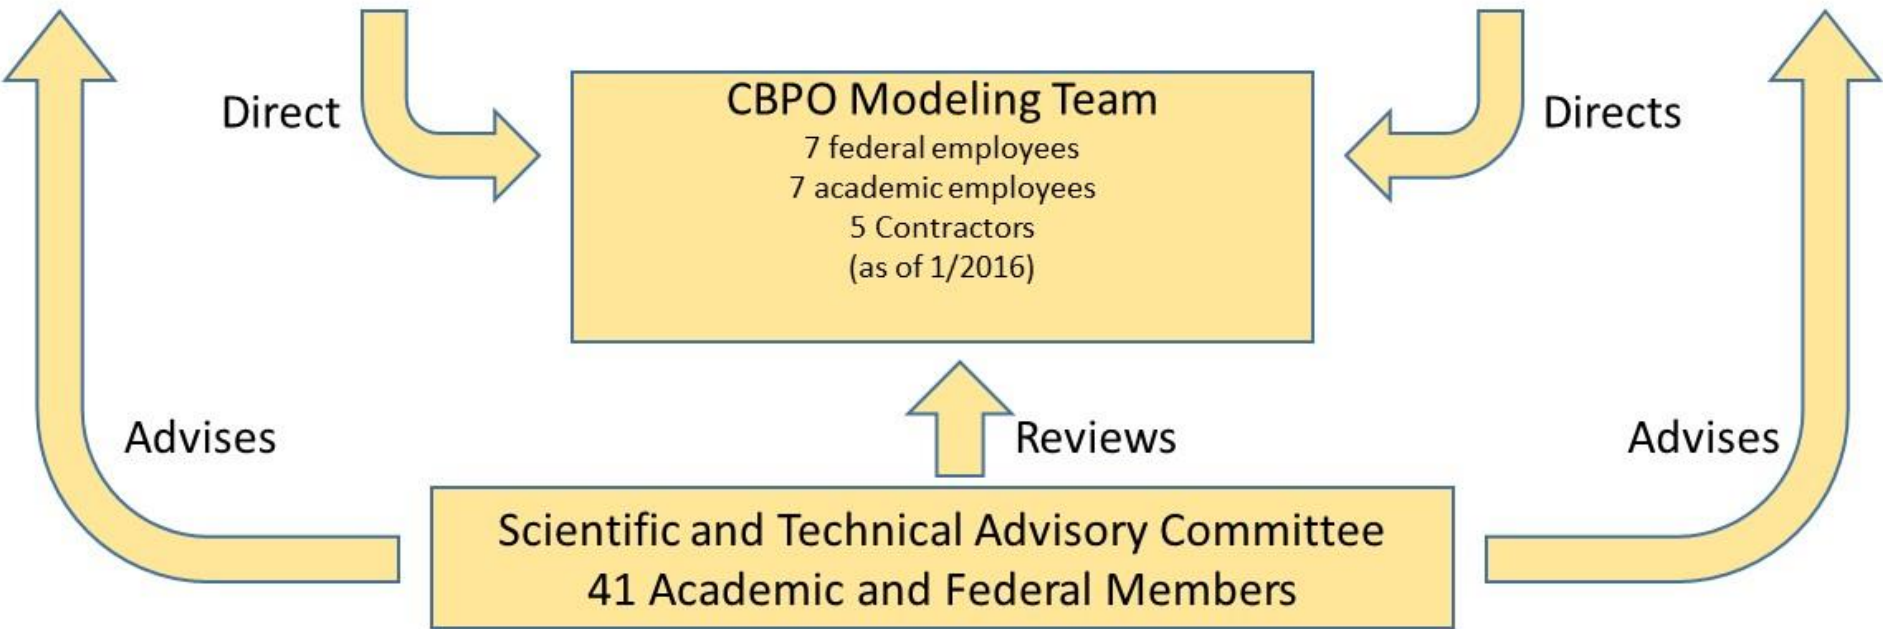 Direct
Directs
CBPO Modeling Team
7 federal employees
7 academic employees
5 Contractors
(as of 1/2016)
Advises
Reviews
Advises
Scientific and Technical Advisory Committee
41 Academic and Federal Members